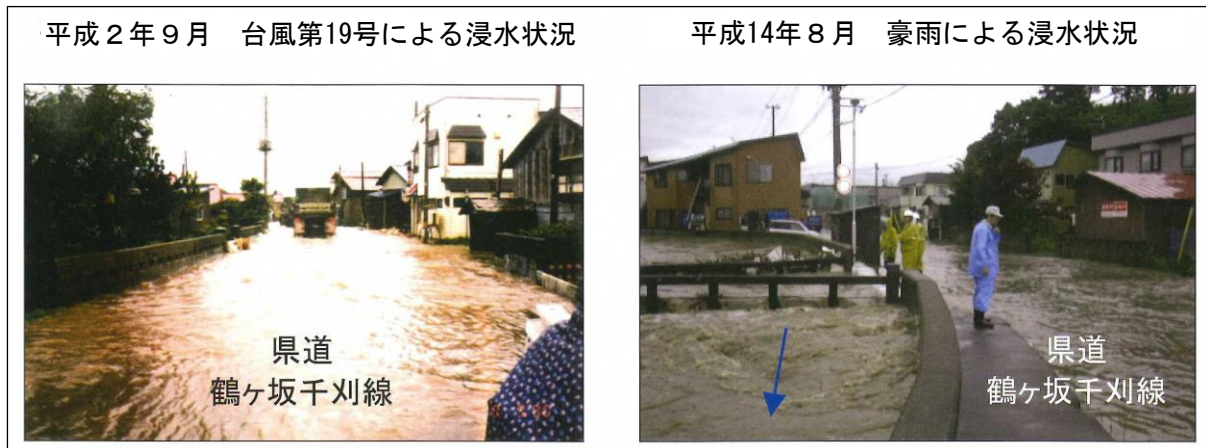 平成２年９月　台風第19号による浸水状況
平成14年８月　豪雨による浸水状況
県道
鶴ヶ坂千刈線
県道
鶴ヶ坂千刈線